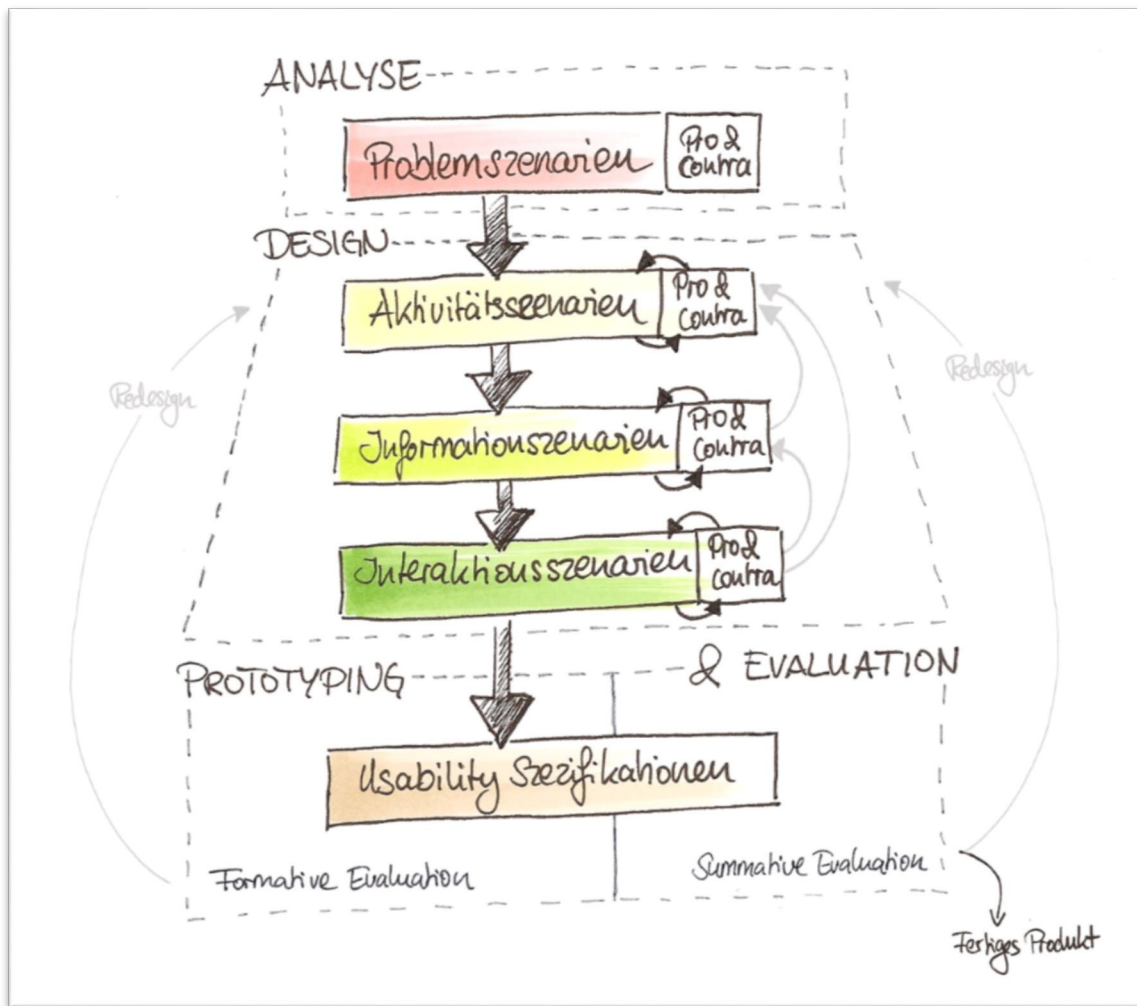 ANALYSE
Problemszenarien
Pro &
Contra
DESIGN
Aktivitätsszenarien
Pro &
Contra
Redesign
Redesign
Informationszenarien
Pro &
Contra
Interaktionsszenarien
Pro &
Contra
PROTOTYPING
& EVALUATION
Usability Szezifikationen
Formative Evaluation
Summative Evaluation
Fertiges Produkt